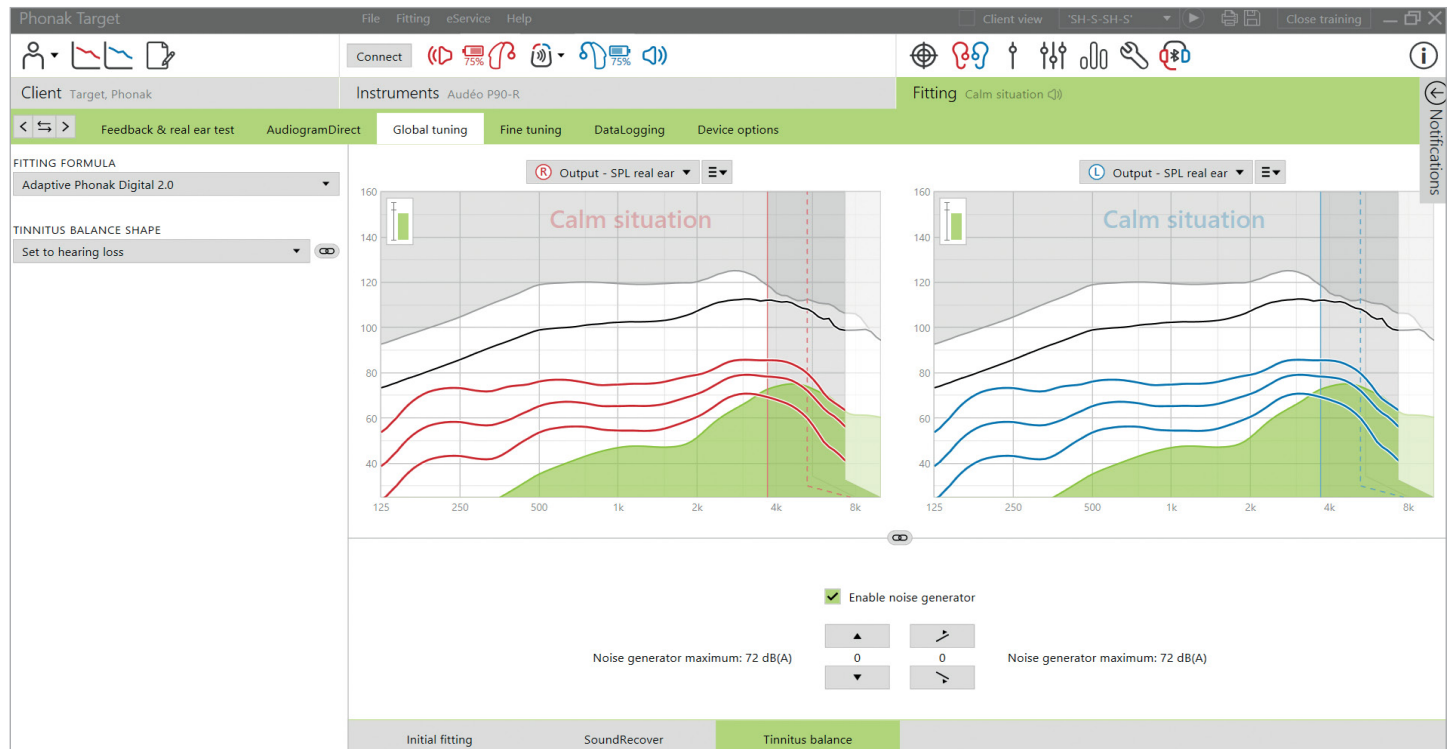 Phonak Target File Fitting eService Help Client view 'SH-S-SH-S' Close training
Connect 75% 75%
Client Target, Phonak Instruments Audéo P90-R Fitting Calm situation
Notifications
Feedback & real ear test AudiogramDirect Global tuning Fine tuning DataLogging Device options
FITTING FORMULA
Adaptive Phonak Digital 2.0
TINNITUS BALANCE SHAPE
Set to hearing loss
R Output - SPL real ear
Calm situation
160
140
120
100
80
60
40
125 250 500 1k 2k 4k 8k
L Output - SPL real ear
Calm situation
160
140
120
100
80
60
40
125 250 500 1k 2k 4k 8k
Enable noise generator
Noise generator maximum: 72 dB(A) 0 0 Noise generator maximum: 72 dB(A)
Initial fitting SoundRecover Tinnitus balance